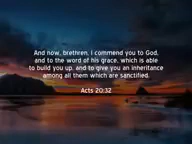 And now, brethren, I commend you to God,
and to the word of his grace, which is able
to build you up, and to give you an inheritance
among all them which are sanctified.
Acts 20:32